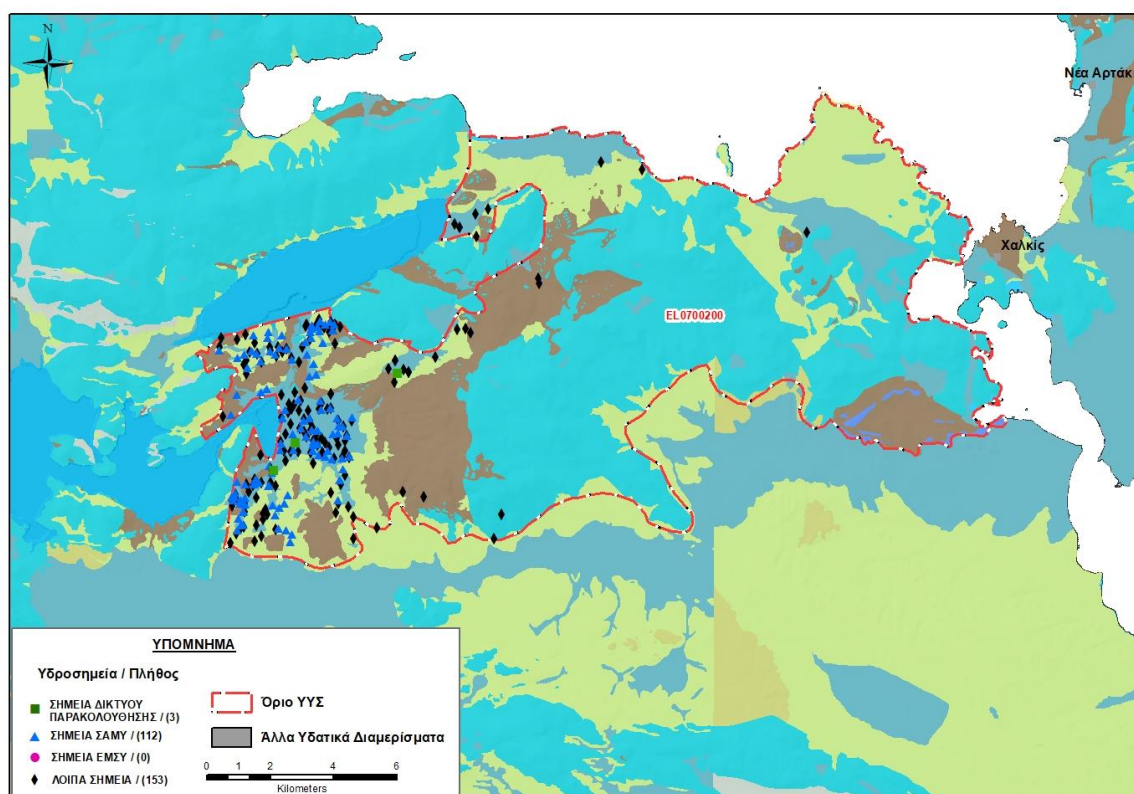 N
Νέα Αρτάκ
Χαλκίς
EL0700200
ΥΠΟΜΝΗΜΑ
Υδροσημεία / Πλήθος
ΣΗΜΕΙΑ ΔΙΚΤΥΟΥ
ΠΑΡΑΚΟΛΟΥΘΗΣΗΣ / (3)
ΣΗΜΕΙΑ ΣΑΜΥ / (112)
ΣΗΜΕΙΑ ΕΜΣΥ / (0)
ΛΟΙΠΑ ΣΗΜΕΙΑ / (153)
Όριο ΥΥΣ
Άλλα Υδατικά Διαμερίσματα
0 1 2 4 6
Kilometers